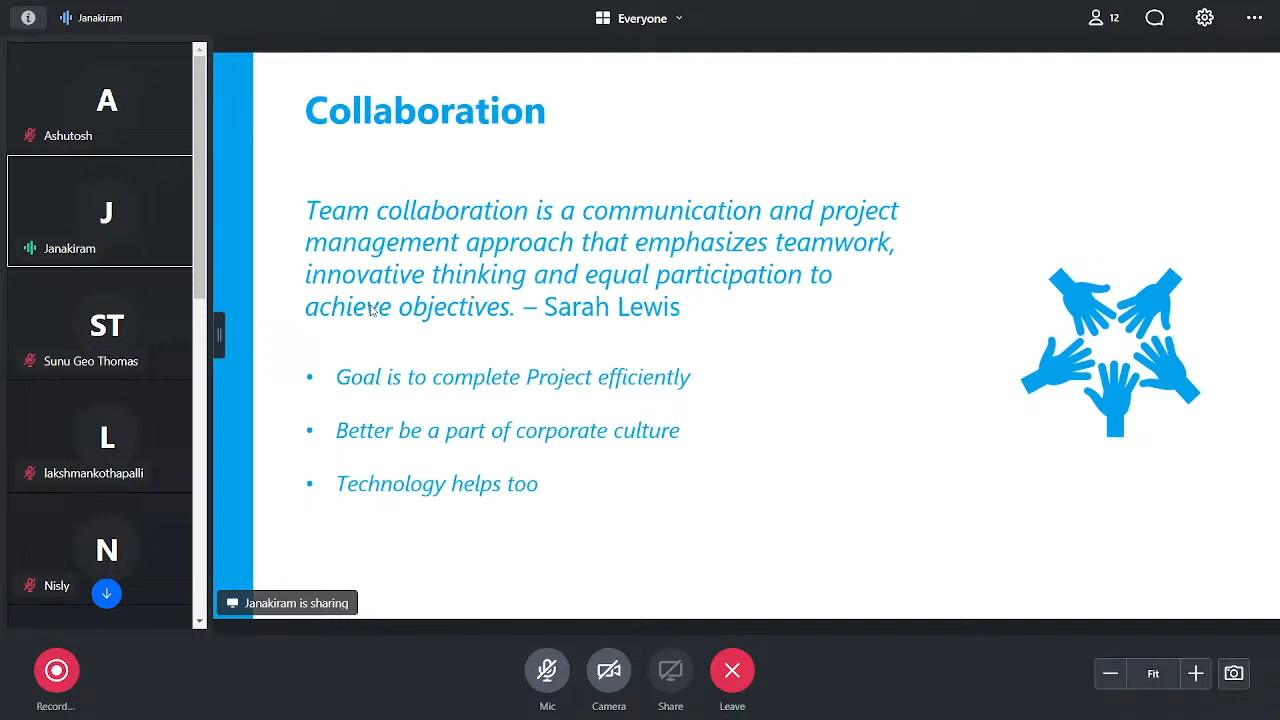 Janakiram
Everyone
12
A
Ashutosh
J
Janakiram
ST
Sunu Geo Thomas
L
lakshmankothapalli
N
Nisly
Collaboration
Team collaboration is a communication and project
management approach that emphasizes teamwork,
innovative thinking and equal participation to
achieve objectives. – Sarah Lewis
• Goal is to complete Project efficiently
• Better be a part of corporate culture
• Technology helps too
Janakiram is sharing
Record...
Mic
Camera
Share
Leave
Fit